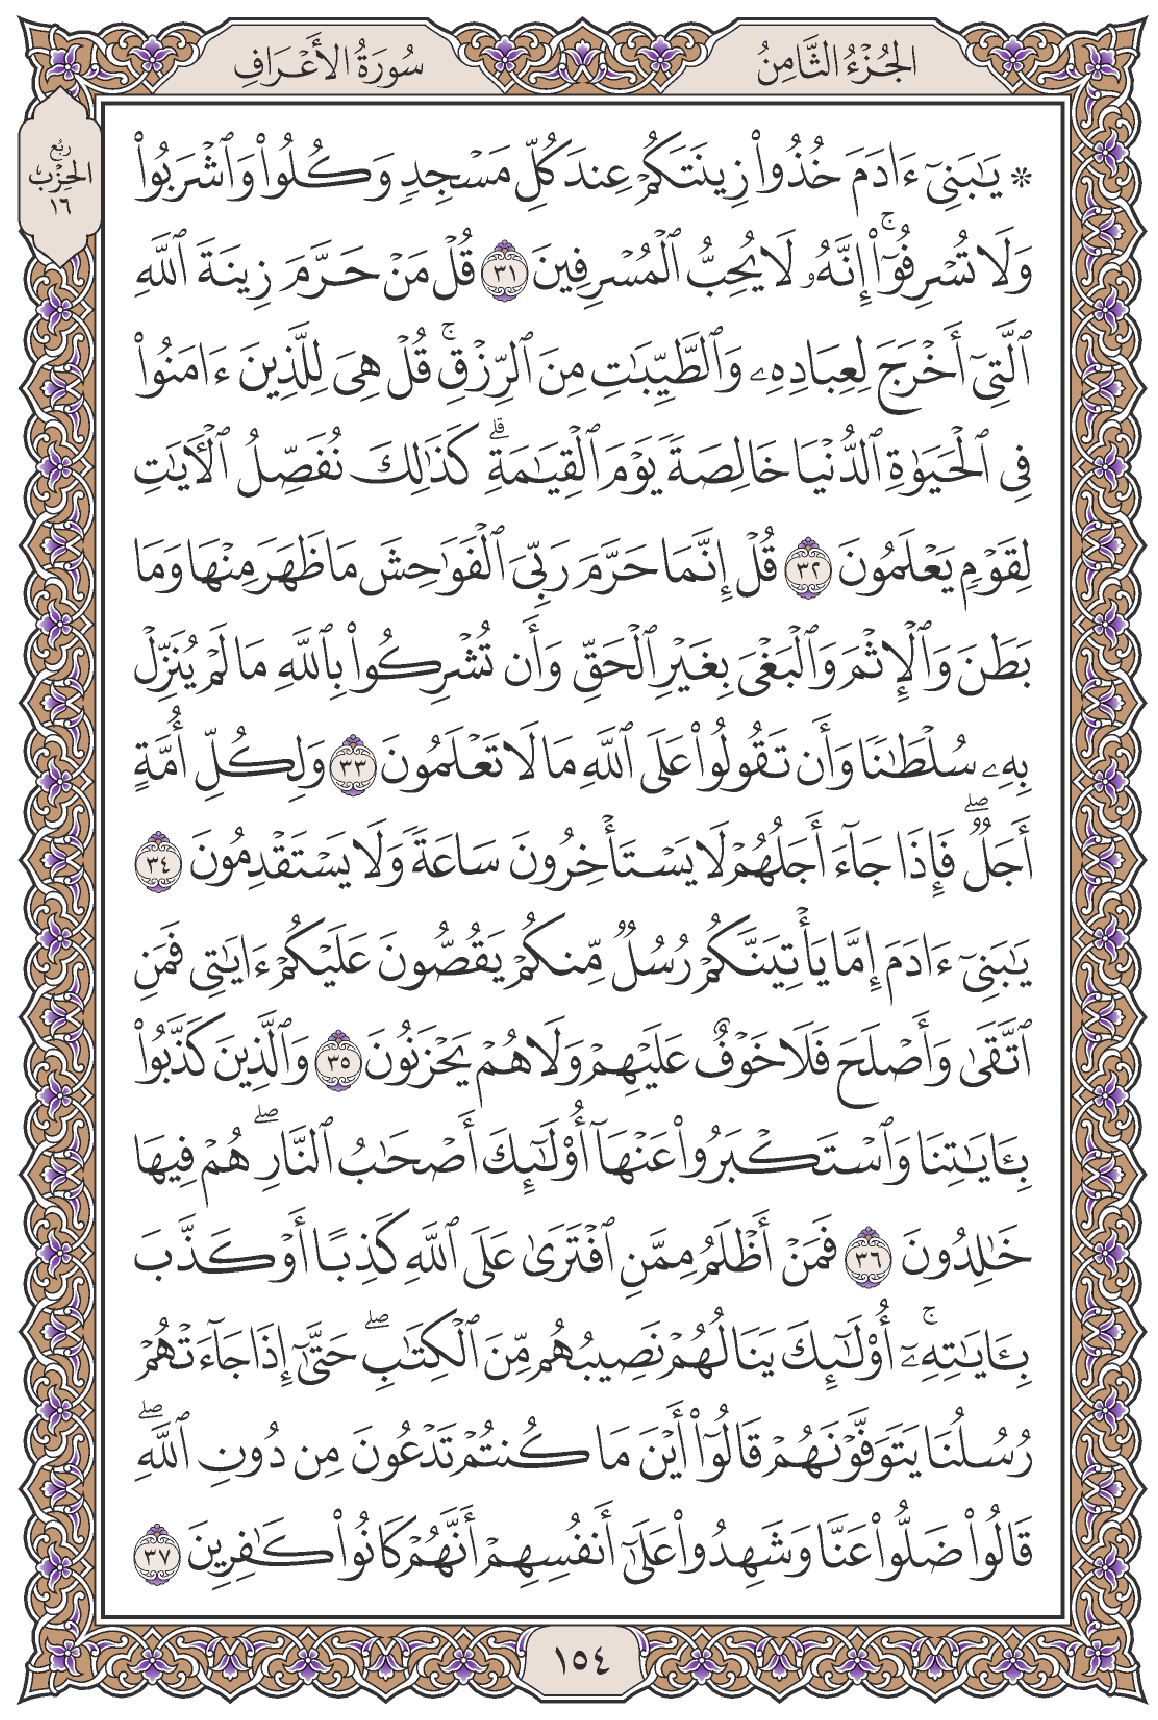 الجُزْءُ الثَّامِنُ
سُورَةُ الأَعْرَافِ
رُبْعُ
الحِزْبِ
١٦
۞ يَٰبَنِىٓ ءَادَمَ خُذُوا۟ زِينَتَكُمْ عِندَ كُلِّ مَسْجِدٍۢ وَكُلُوا۟ وَٱشْرَبُوا۟
وَلَا تُسْرِفُوٓا۟ ۚ إِنَّهُۥ لَا يُحِبُّ ٱلْمُسْرِفِينَ ٣١ قُلْ مَنْ حَرَّمَ زِينَةَ ٱللَّهِ
ٱلَّتِىٓ أَخْرَجَ لِعِبَادِهِۦ وَٱلطَّيِّبَٰتِ مِنَ ٱلرِّزْقِ ۚ قُلْ هِىَ لِلَّذِينَ ءَامَنُوا۟
فِى ٱلْحَيَوٰةِ ٱلدُّنْيَا خَالِصَةًۭ يَوْمَ ٱلْقِيَٰمَةِ ۗ كَذَٰلِكَ نُفَصِّلُ ٱلْءَايَٰتِ
لِقَوْمٍۢ يَعْلَمُونَ ٣٢ قُلْ إِنَّمَا حَرَّمَ رَبِّىَ ٱلْفَوَٰحِشَ مَا ظَهَرَ مِنْهَا وَمَا
بَطَنَ وَٱلْإِثْمَ وَٱلْبَغْىَ بِغَيْرِ ٱلْحَقِّ وَأَن تُشْرِكُوا۟ بِٱللَّهِ مَا لَمْ يُنَزِّلْ
بِهِۦ سُلْطَٰنًۭا وَأَن تَقُولُوا۟ عَلَى ٱللَّهِ مَا لَا تَعْلَمُونَ ٣٣ وَلِكُلِّ أُمَّةٍ
أَجَلٌۭ ۖ فَإِذَا جَآءَ أَجَلُهُمْ لَا يَسْتَأْخِرُونَ سَاعَةًۭ وَلَا يَسْتَقْدِمُونَ ٣٤
يَٰبَنِىٓ ءَادَمَ إِمَّا يَأْتِيَنَّكُمْ رُسُلٌۭ مِّنكُمْ يَقُصُّونَ عَلَيْكُمْ ءَايَٰتِى فَمَنِ
ٱتَّقَىٰ وَأَصْلَحَ فَلَا خَوْفٌ عَلَيْهِمْ وَلَا هُمْ يَحْزَنُونَ ٣٥ وَٱلَّذِينَ كَذَّبُوا۟
بِـَٔايَٰتِنَا وَٱسْتَكْبَرُوا۟ عَنْهَآ أُو۟لَٰٓئِكَ أَصْحَٰبُ ٱلنَّارِ ۖ هُمْ فِيهَا
خَٰلِدُونَ ٣٦ فَمَنْ أَظْلَمُ مِمَّنِ ٱفْتَرَىٰ عَلَى ٱللَّهِ كَذِبًا أَوْ كَذَّبَ
بِـَٔايَٰتِهِۦٓ ۚ أُو۟لَٰٓئِكَ يَنَالُهُمْ نَصِيبُهُم مِّنَ ٱلْكِتَٰبِ ۖ حَتَّىٰٓ إِذَا جَآءَتْهُمْ
رُسُلُنَا يَتَوَفَّوْنَهُمْ قَالُوٓا۟ أَيْنَ مَا كُنتُمْ تَدْعُونَ مِن دُونِ ٱللَّهِ ۖ
قَالُوا۟ ضَلُّوا۟ عَنَّا وَشَهِدُوا۟ عَلَىٰٓ أَنفُسِهِمْ أَنَّهُمْ كَانُوا۟ كَٰفِرِينَ ٣٧
١٥٤